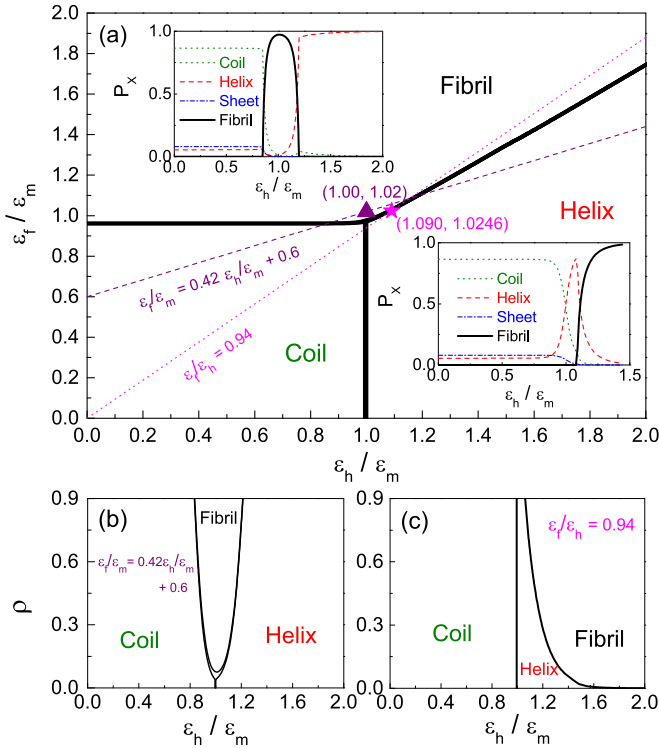 (a)
2.0
1.8
1.6
1.4
1.2
1.0
0.8
0.6
0.4
0.2
0.0
ε_f / ε_m
1.0
0.5
0.0
P_X
Coil
Helix
Sheet
Fibril
0.0 0.5 1.0 1.5 2.0
ε_h / ε_m
Fibril
(1.00, 1.02)
(1.090, 1.0246)
Helix
ε_f/ε_m = 0.42 ε_h/ε_m + 0.6
ε_f/ε_h = 0.94
Coil
1.0
0.5
0.0
P_X
Coil
Helix
Sheet
Fibril
0.0 0.5 1.0 1.5
ε_h / ε_m
0.0 0.2 0.4 0.6 0.8 1.0 1.2 1.4 1.6 1.8 2.0
ε_h / ε_m
(b)
0.9
0.6
0.3
0.0
ρ
Fibril
ε_f/ε_m = 0.42ε_h/ε_m
+ 0.6
Coil
Helix
0.0 0.4 0.8 1.2 1.6 2.0
ε_h / ε_m
(c)
0.9
0.6
0.3
0.0
ε_f/ε_h = 0.94
Coil
Fibril
Helix
0.0 0.4 0.8 1.2 1.6 2.0
ε_h / ε_m